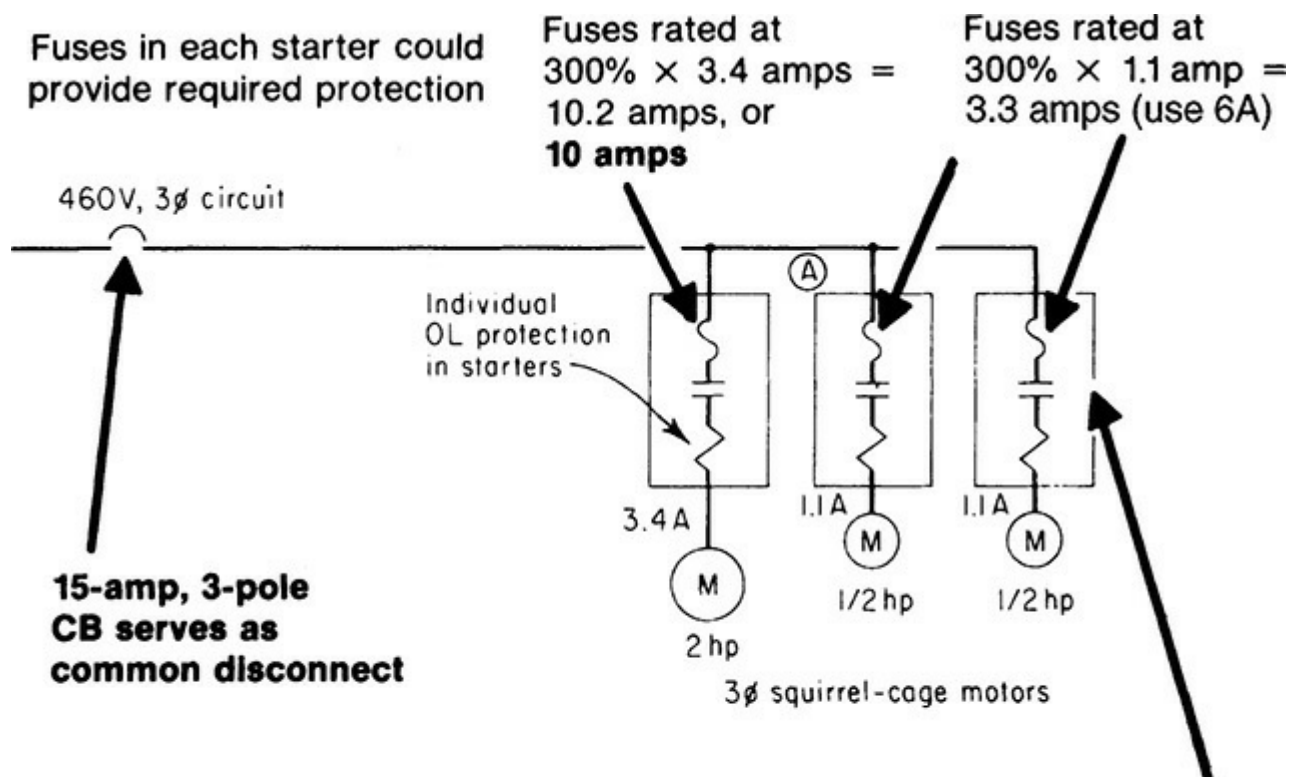 Fuses in each starter could
provide required protection
Fuses rated at
300% × 3.4 amps =
10.2 amps, or
10 amps
Fuses rated at
300% × 1.1 amp =
3.3 amps (use 6A)
460V, 3ø circuit
A
Individual
OL protection
in starters
3.4A
1.1A
1.1A
M
M
M
2 hp
1/2 hp
1/2 hp
15-amp, 3-pole
CB serves as
common disconnect
3ø squirrel-cage motors